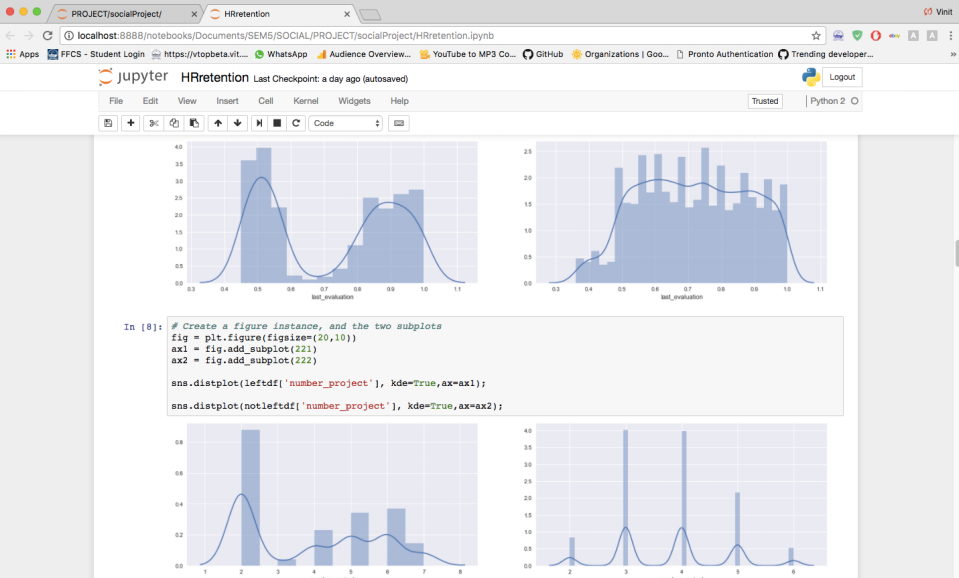 PROJECT/socialProject/ × HRretention × Vinit
localhost:8888/notebooks/Documents/SEM5/SOCIAL/PROJECT/socialProject/HRretention.ipynb
Apps FFCS - Student Login https://vtopbeta.vit.... WhatsApp Audience Overview... YouTube to MP3 Co... GitHub Organizations | Goo... Pronto Authentication Trending developer... »
jupyter HRretention Last Checkpoint: a day ago (autosaved) Logout
File Edit View Insert Cell Kernel Widgets Help Trusted Python 2
Code
4.0
3.5
3.0
2.5
2.0
1.5
1.0
0.5
0.0
0.3 0.4 0.5 0.6 0.7 0.8 0.9 1.0 1.1
last_evaluation
2.5
2.0
1.5
1.0
0.5
0.0
0.3 0.4 0.5 0.6 0.7 0.8 0.9 1.0 1.1
last_evaluation
In [8]:
# Create a figure instance, and the two subplots
fig = plt.figure(figsize=(20,10))
ax1 = fig.add_subplot(221)
ax2 = fig.add_subplot(222)
sns.distplot(leftdf['number_project'], kde=True,ax=ax1);
sns.distplot(notleftdf['number_project'], kde=True,ax=ax2);
0.8
0.6
0.4
0.2
0.0
1 2 3 4 5 6 7 8
4.0
3.5
3.0
2.5
2.0
1.5
1.0
0.5
0.0
2 3 4 5 6